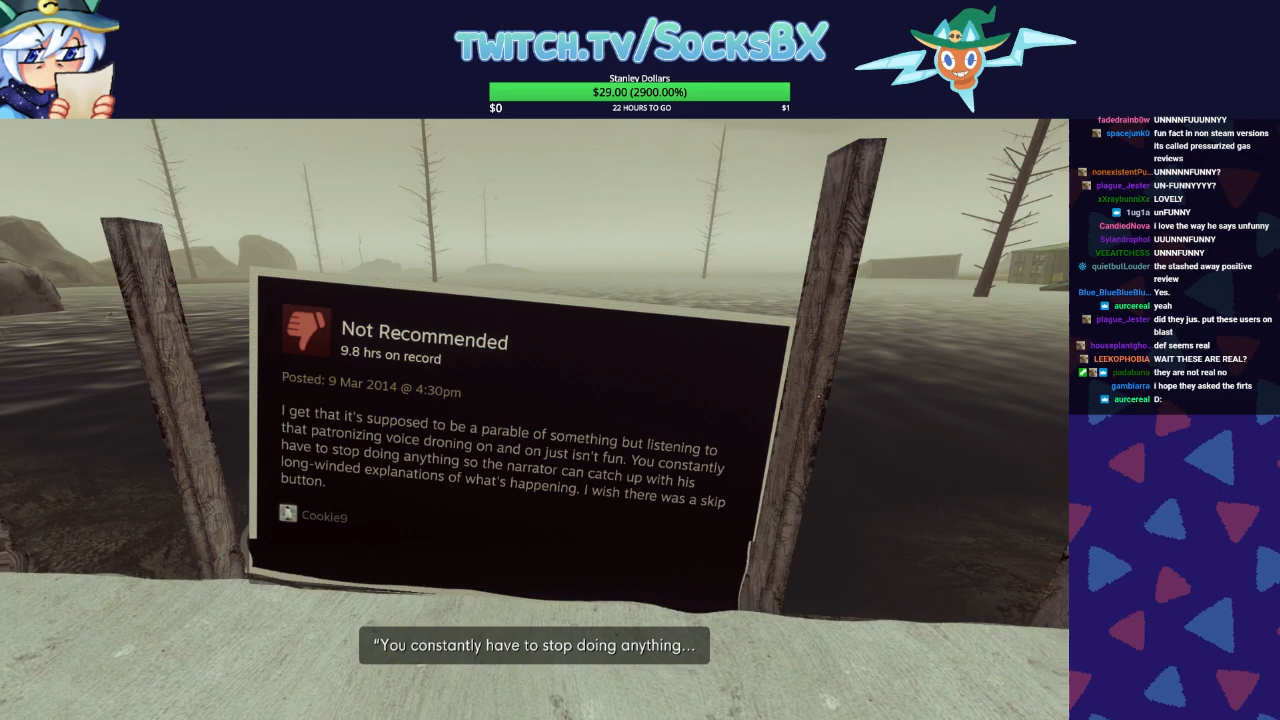 twitch.tv/SocksBX
Stanley Dollars
$29.00 (2900.00%)
$0
22 HOURS TO GO
$1
Not Recommended
9.8 hrs on record
Posted: 9 Mar 2014 @ 4:30pm
I get that it's supposed to be a parable of something but listening to
that patronizing voice droning on and on just isn't fun. You constantly
have to stop doing anything so the narrator can catch up with his
long-winded explanations of what's happening. I wish there was a skip
button.
Cookie9
"You constantly have to stop doing anything...
fadedrainb0w UNNNNFUUUNNYY
spacejunk0 fun fact in non steam versions
its called pressurized gas
reviews
nonexistentPu... UNNNNNFUNNY?
plague_Jester UN-FUNNYYYY?
xXraybunniXx LOVELY
1ug1a unFUNNY
CandiedNova i love the way he says unfunny
Sylandrophol UUUNNNFUNNY
VEEAITCHESS UNNNFUNNY
quietbutLouder the stashed away positive
review
Blue_BlueBlueBlu... Yes.
aurcereal yeah
plague_Jester did they jus. put these users on
blast
houseplantgho... def seems real
LEEKOPHOBIA WAIT THESE ARE REAL?
padabana they are not real no
gambiarra i hope they asked the firts
aurcereal D: